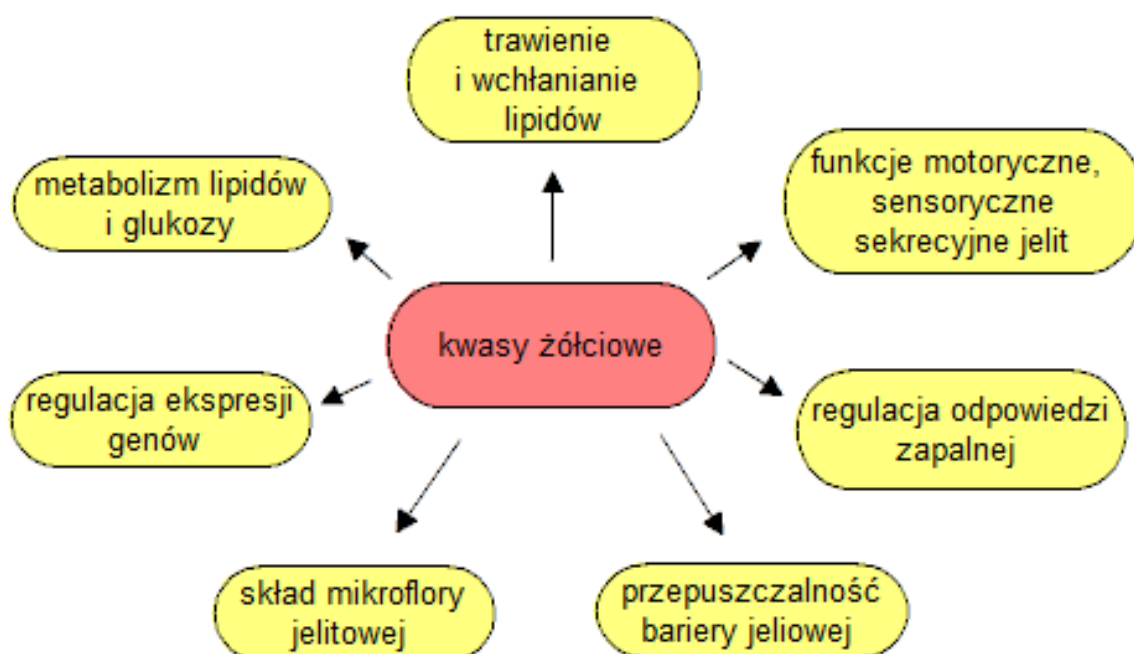 trawienie
i wchłanianie
lipidów
metabolizm lipidów
i glukozy
funkcje motoryczne,
sensoryczne
sekrecyjne jelit
kwasy żółciowe
regulacja ekspresji
genów
regulacja odpowiedzi
zapalnej
skład mikroflory
jelitowej
przepuszczalność
bariery jeliowej